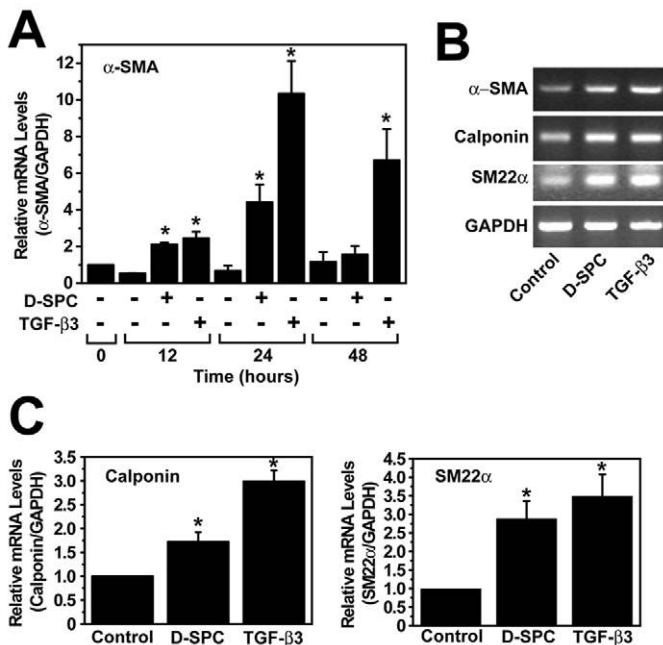 A
α-SMA
Relative mRNA Levels
(α-SMA/GAPDH)
12
10
8
6
4
2
0
D-SPC - - + - - + - - + -
TGF-β3 - - - + - - + - - +
0 12 24 48
Time (hours)
B
α-SMA
Calponin
SM22α
GAPDH
Control D-SPC TGF-β3
C
Calponin
Relative mRNA Levels
(Calponin/GAPDH)
3.5
3.0
2.5
2.0
1.5
1.0
0.5
0.0
Control D-SPC TGF-β3
SM22α
Relative mRNA Levels
(SM22α/GAPDH)
4.5
4.0
3.5
3.0
2.5
2.0
1.5
1.0
0.5
0
Control D-SPC TGF-β3